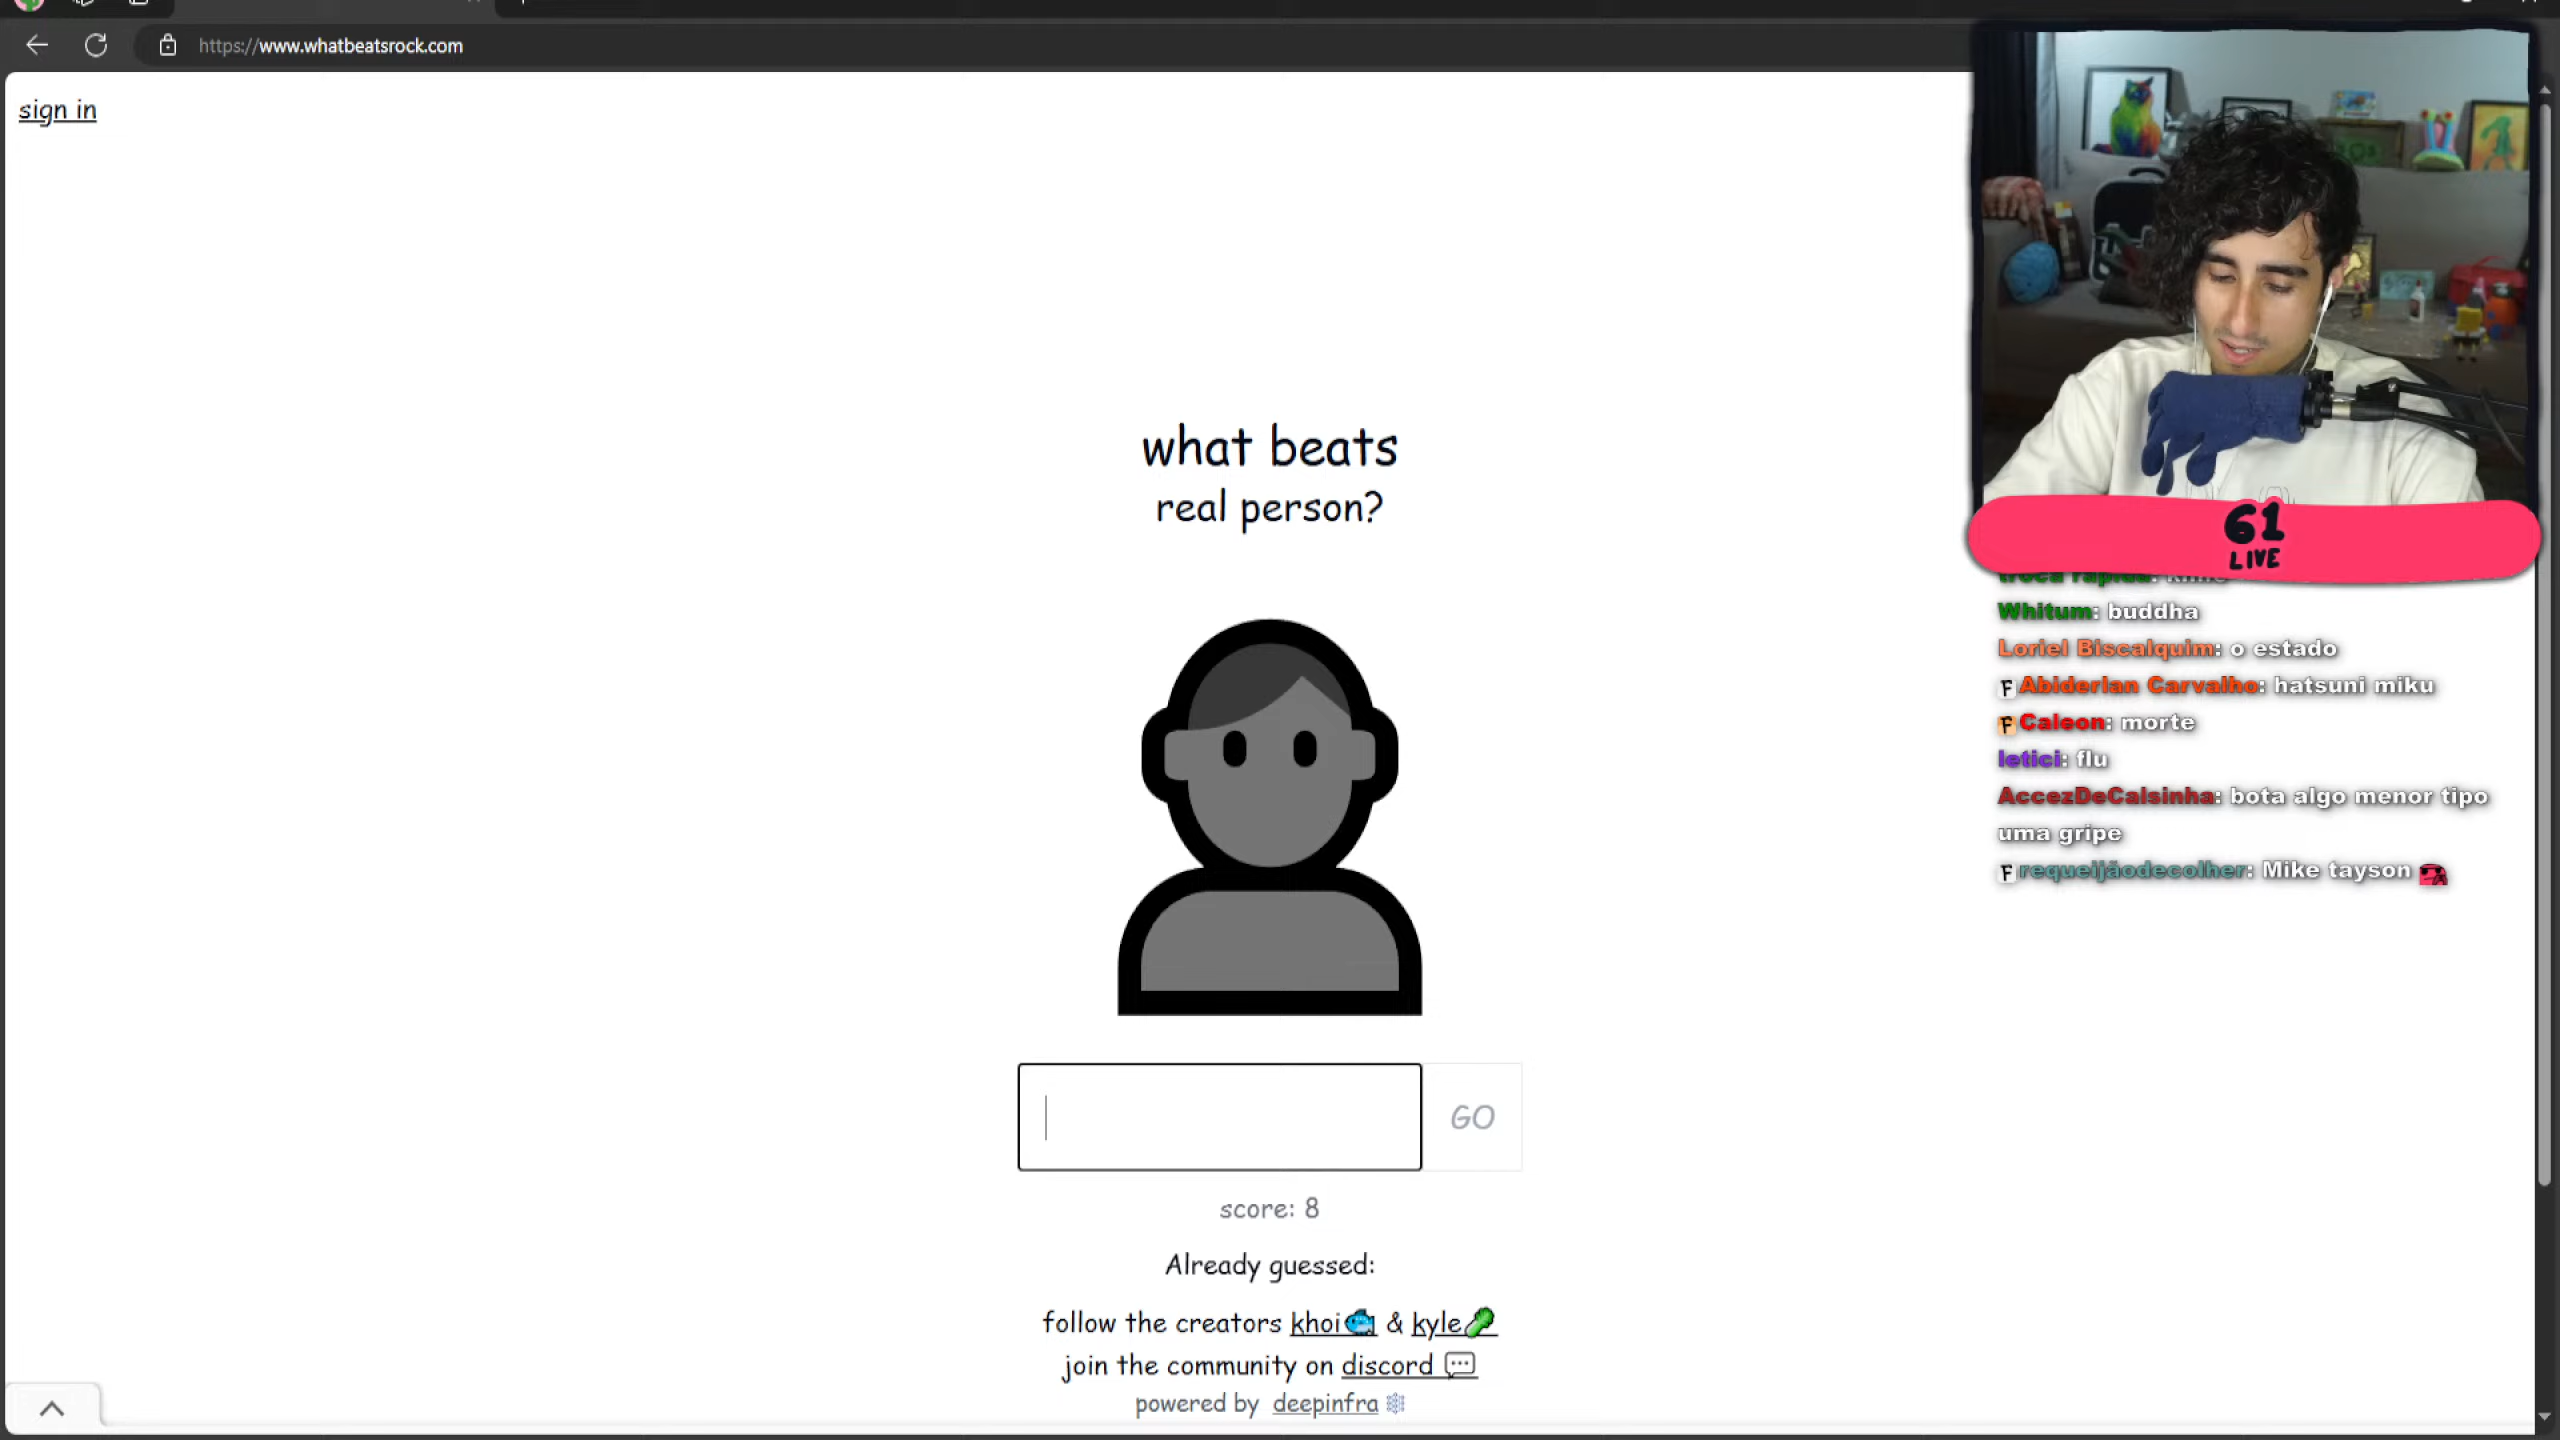 https://www.whatbeatsrock.com
sign in
what beats
real person?
GO
score: 8
Already guessed:
follow the creators khoi & kyle
join the community on discord
powered by deepinfra
61
LIVE
Whitum: buddha
Loriel Biscalquim: o estado
Abiderlan Carvalho: hatsuni miku
Caleon: morte
letici: flu
AccezDeCalsinha: bota algo menor tipo
uma gripe
requeijãodecolher: Mike tayson